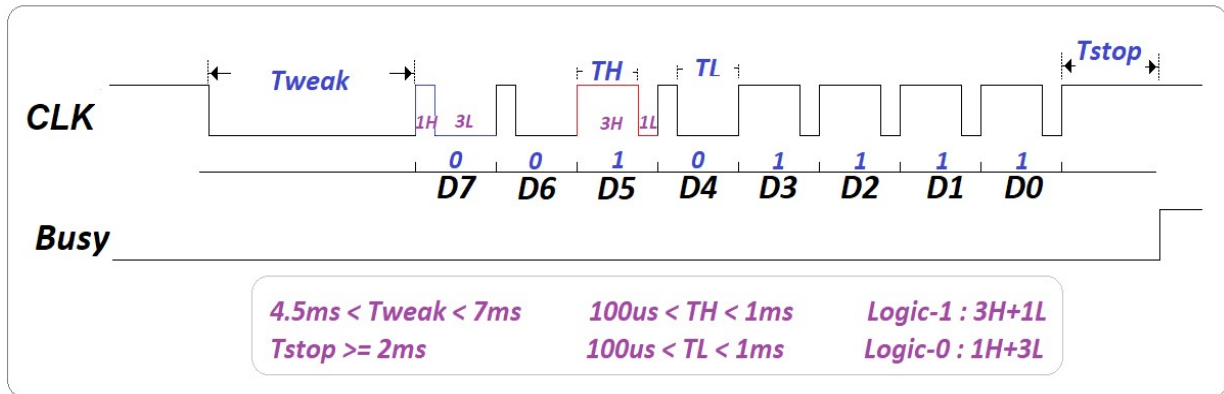 Tweak TH TL Tstop
CLK
1H 3L 3H 1L
0 0 1 0 1 1 1 1
D7 D6 D5 D4 D3 D2 D1 D0
Busy
4.5ms < Tweak < 7ms 100us < TH < 1ms Logic-1 : 3H+1L
Tstop >= 2ms 100us < TL < 1ms Logic-0 : 1H+3L